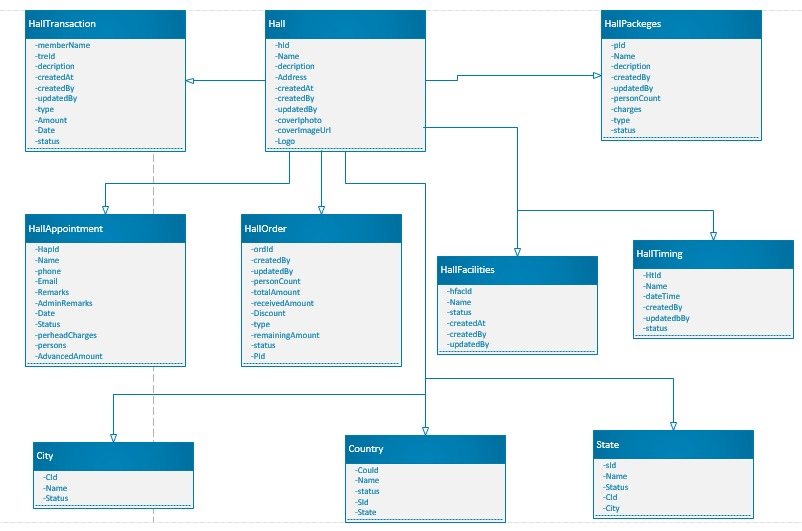 HallTransaction
-memberName
-treId
-decription
-createdAt
-createdBy
-updatedBy
-type
-Amount
-Date
-status
Hall
-hId
-Name
-decription
-Address
-createdAt
-createdBy
-updatedBy
-coverIphoto
-coverImageUrl
-Logo
HallPackeges
-pId
-Name
-decription
-createdBy
-updatedBy
-personCount
-charges
-type
-status
HallAppointment
-HapId
-Name
-phone
-Email
-Remarks
-AdminRemarks
-Date
-Status
-perheadCharges
-persons
-AdvancedAmount
HallOrder
-ordId
-createdBy
-updatedBy
-personCount
-totalAmount
-receivedAmount
-Discount
-type
-remainingAmount
-status
-PId
HallFacilities
-hfacId
-Name
-status
-createdAt
-createdBy
-updatedBy
HallTiming
-HtId
-Name
-dateTime
-createdBy
-updatedbBy
-status
City
-CId
-Name
-Status
Country
-CouId
-Name
-status
-SId
-State
State
-sId
-Name
-Status
-CId
-City